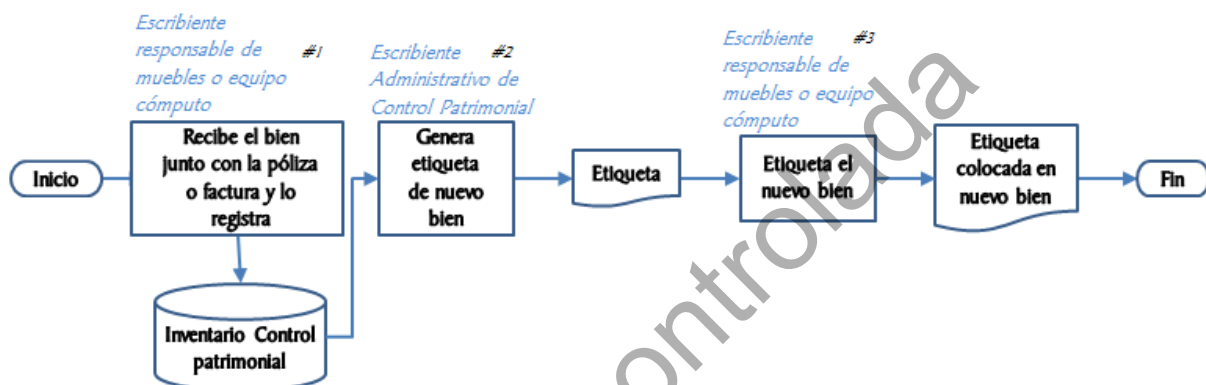 Escribiente
responsable de #1
muebles o equipo
cómputo
Recibe el bien
junto con la póliza
o factura y lo
registra
Inicio
Inventario Control
patrimonial
Escribiente #2
Administrativo de
Control Patrimonial
Genera
etiqueta
de nuevo
bien
Etiqueta
Escribiente #3
responsable de
muebles o equipo
cómputo
Etiqueta el
nuevo bien
Etiqueta
colocada en
nuevo bien
Fin
ontrolada